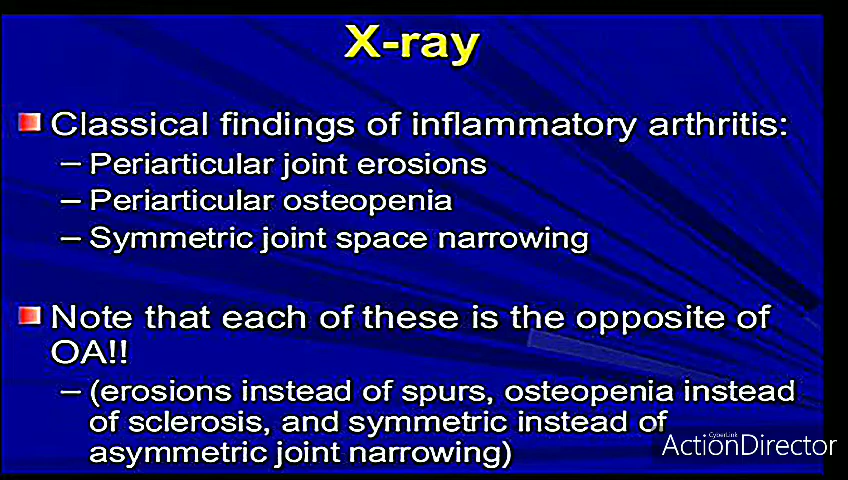 X-ray
Classical findings of inflammatory arthritis:
– Periarticular joint erosions
– Periarticular osteopenia
– Symmetric joint space narrowing
Note that each of these is the opposite of
OA!!
– (erosions instead of spurs, osteopenia instead
of sclerosis, and symmetric instead of
asymmetric joint narrowing)
CyberLink
ActionDirector